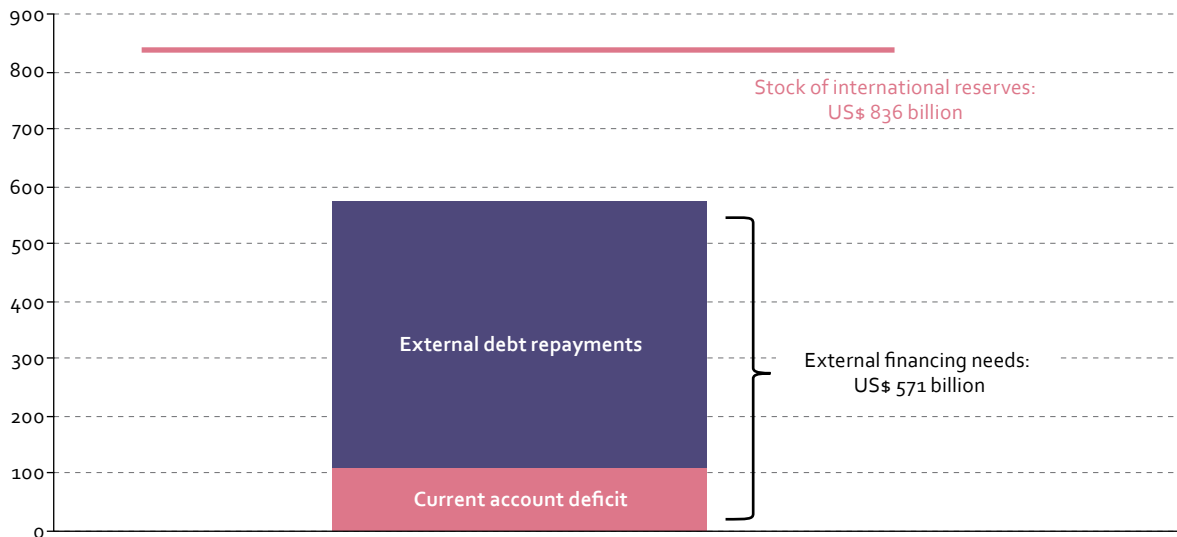 900
800
700
600
500
400
300
200
100
0
Stock of international reserves:
US$ 836 billion
External debt repayments
External financing needs:
US$ 571 billion
Current account deficit